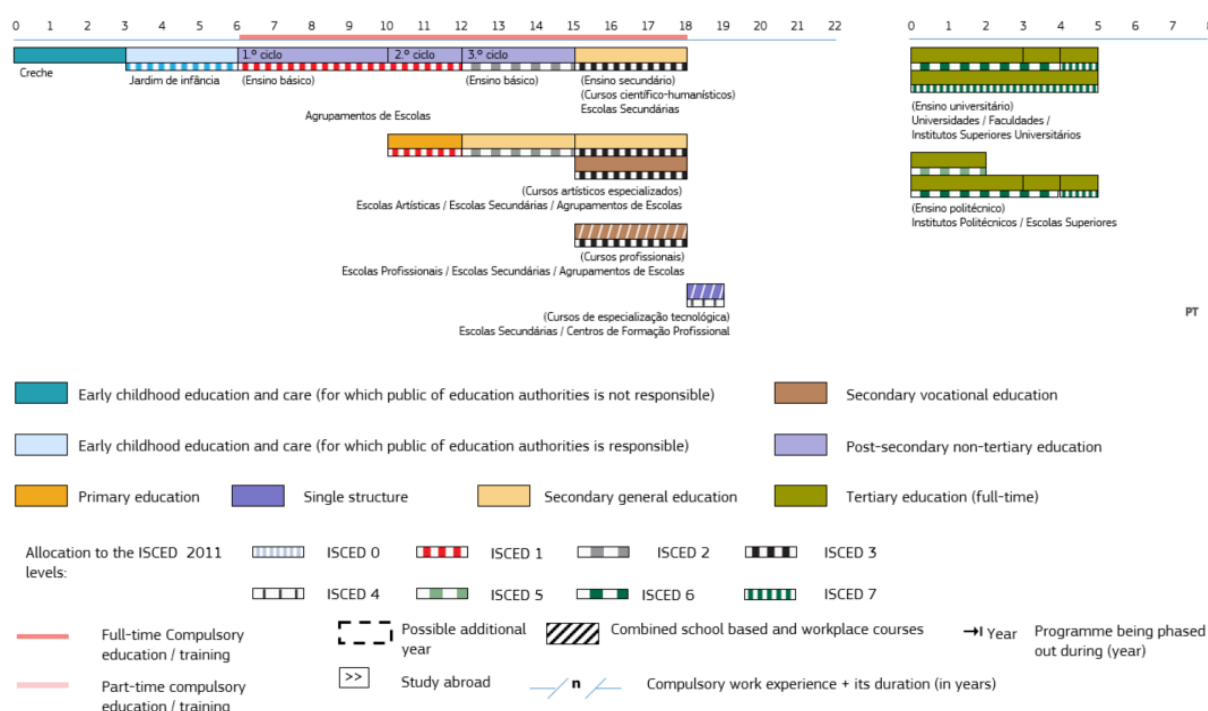 0 1 2 3 4 5 6 7 8 9 10 11 12 13 14 15 16 17 18 19 20 21 22
0 1 2 3 4 5 6 7
1.º ciclo 2.º ciclo 3.º ciclo
Creche
Jardim de infância
(Ensino básico)
(Ensino básico)
(Ensino secundário)
(Cursos científico-humanísticos)
Escolas Secundárias
Agrupamentos de Escolas
(Ensino universitário)
Universidades / Faculdades /
Institutos Superiores Universitários
(Cursos artísticos especializados)
Escolas Artísticas / Escolas Secundárias / Agrupamentos de Escolas
(Ensino politécnico)
Institutos Politécnicos / Escolas Superiores
(Cursos profissionais)
Escolas Profissionais / Escolas Secundárias / Agrupamentos de Escolas
(Cursos de especialização tecnológica)
Escolas Secundárias / Centros de Formação Profissional
PT
Early childhood education and care (for which public of education authorities is not responsible)
Secondary vocational education
Early childhood education and care (for which public of education authorities is responsible)
Post-secondary non-tertiary education
Primary education
Single structure
Secondary general education
Tertiary education (full-time)
Allocation to the ISCED 2011
levels:
ISCED 0
ISCED 1
ISCED 2
ISCED 3
ISCED 4
ISCED 5
ISCED 6
ISCED 7
Full-time Compulsory
education / training
Possible additional
year
Combined school based and workplace courses
Year
Programme being phased
out during (year)
Part-time compulsory
education / training
>>
Study abroad
n
Compulsory work experience + its duration (in years)